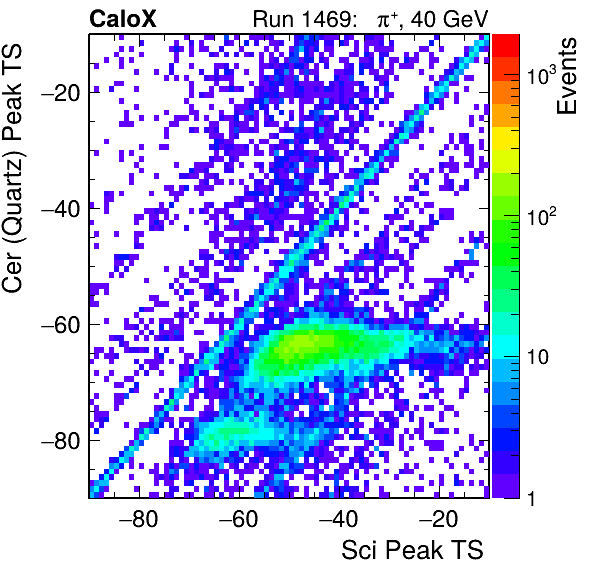 CaloX Run 1469: π⁺, 40 GeV
Cer (Quartz) Peak TS
−20
−40
−60
−80
−80 −60 −40 −20
Sci Peak TS
Events
10³
10²
10
1